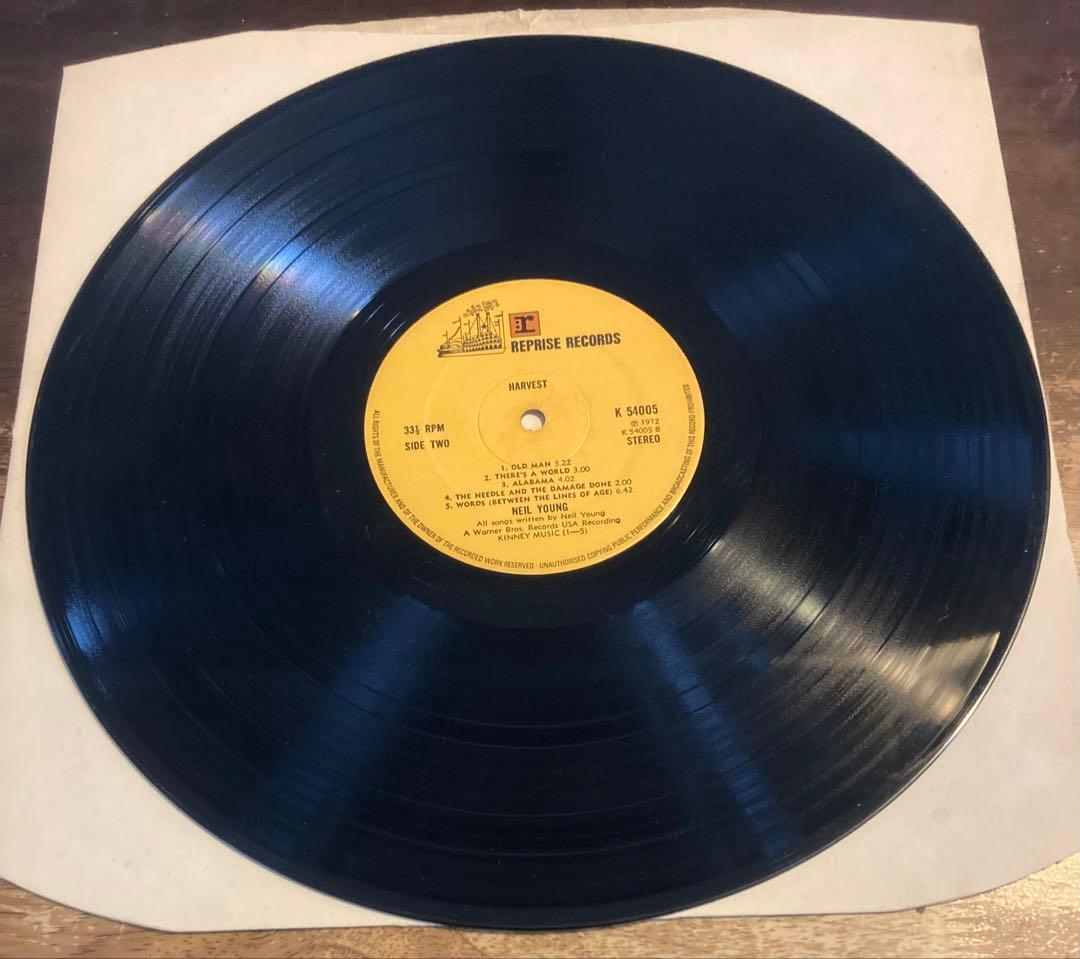 r
REPRISE RECORDS
HARVEST
33⅓ RPM
SIDE TWO
K 54005
℗ 1972
K 54005 B
STEREO
1. OLD MAN 3.22
2. THERE'S A WORLD 3.00
3. ALABAMA 4.02
4. THE NEEDLE AND THE DAMAGE DONE 2.00
5. WORDS (BETWEEN THE LINES OF AGE) 6.42
NEIL YOUNG
All songs written by Neil Young
A Warner Bros. Records USA Recording
KINNEY MUSIC (1—5)
ALL RIGHTS OF THE MANUFACTURER AND OF THE OWNER OF THE RECORDED WORK RESERVED · UNAUTHORISED COPYING PUBLIC PERFORMANCE AND BROADCASTING OF THIS RECORD PROHIBITED